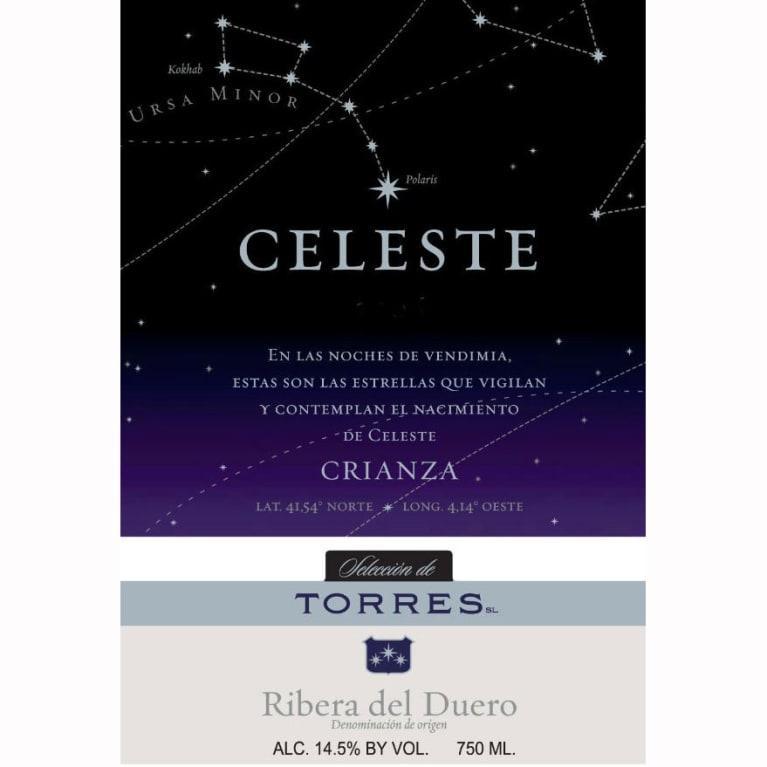 Kokhab
URSA MINOR
Polaris
CELESTE
EN LAS NOCHES DE VENDIMIA,
ESTAS SON LAS ESTRELLAS QUE VIGILAN
Y CONTEMPLAN EL NACIMIENTO
DE CELESTE
CRIANZA
LAT. 41,54° NORTE LONG. 4,14° OESTE
Selección de
TORRES SL
Ribera del Duero
Denominación de origen
ALC. 14.5% BY VOL. 750 ML.